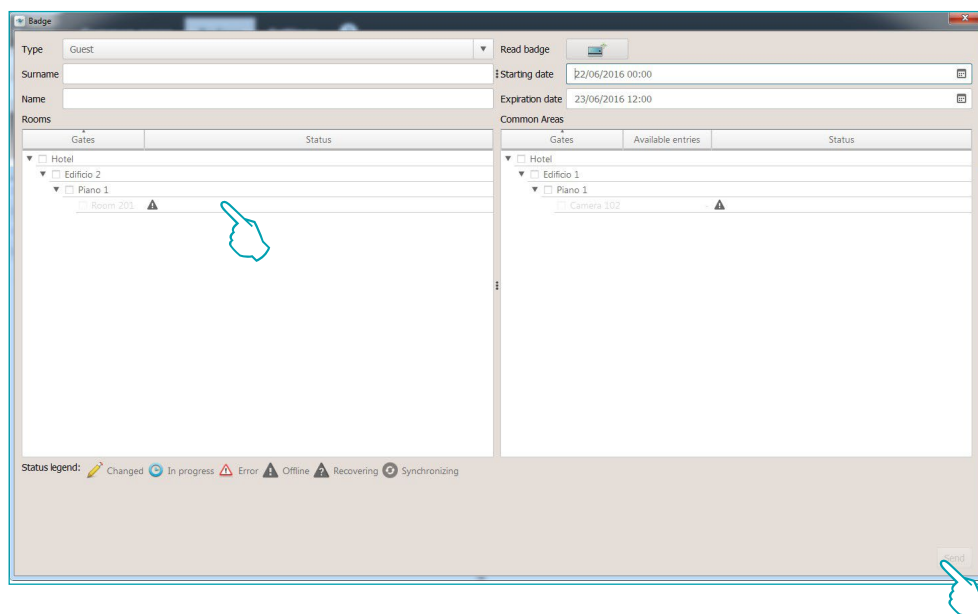 Badge
Type Guest
Read badge
Surname
Starting date 22/06/2016 00:00
Name
Expiration date 23/06/2016 12:00
Rooms
Common Areas
Gates Status
Gates Available entries Status
Hotel
Edificio 2
Piano 1
Room 201
Hotel
Edificio 1
Piano 1
Camera 102 -
Status legend: Changed In progress Error Offline Recovering Synchronizing
Send